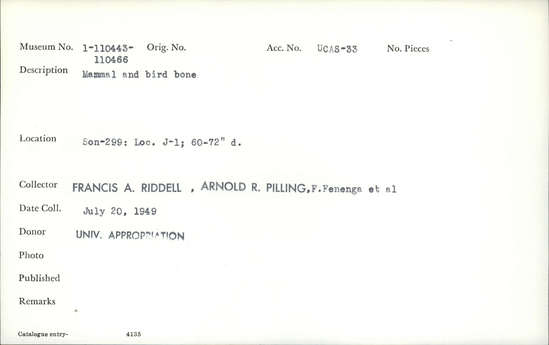 Museum No. 1-110443- Orig. No. Acc. No. UCAS-33 No. Pieces
110466
Description Mammal and bird bone
Location Son-299: Loc. J-1; 60-72" d.
Collector FRANCIS A. RIDDELL , ARNOLD R. PILLING,F.Fenenga et al
Date Coll. July 20, 1949
Donor UNIV. APPROPRIATION
Photo
Published
Remarks
Catalogue entry- 4135